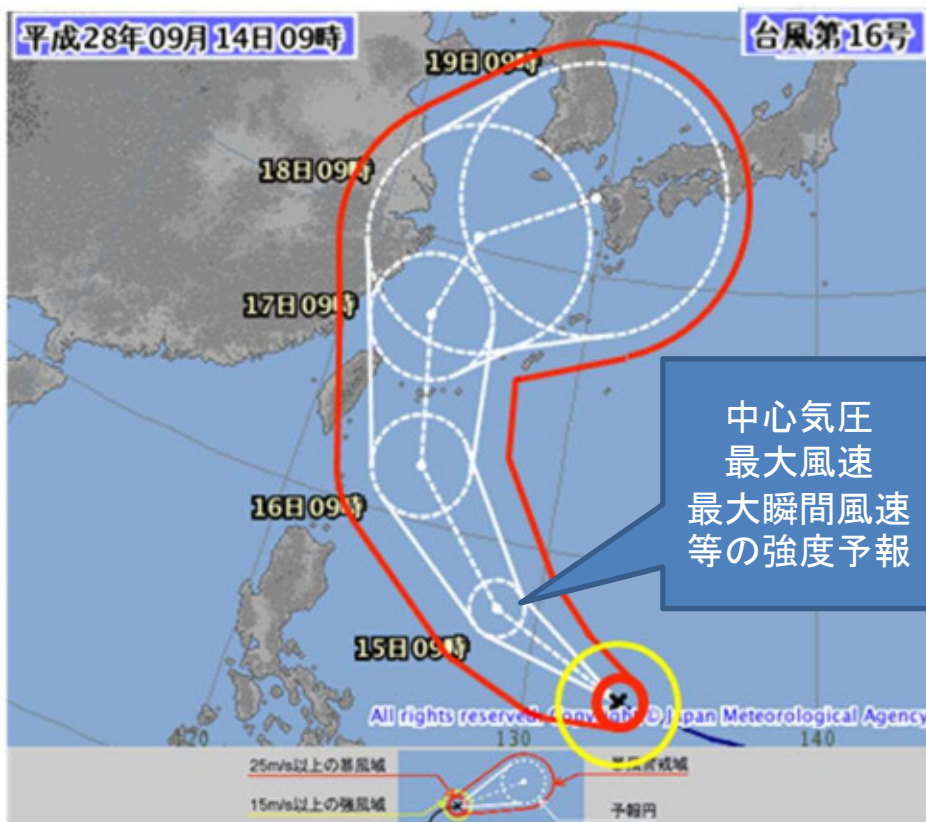 平成28年09月14日09時
台風第16号
19日09時
18日09時
17日09時
16日09時
15日09時
中心気圧
最大風速
最大瞬間風速
等の強度予報
All rights reserved. Copyright © Japan Meteorological Agency
120
130
140
25m/s以上の暴風域
暴風警戒域
15m/s以上の強風域
予報円